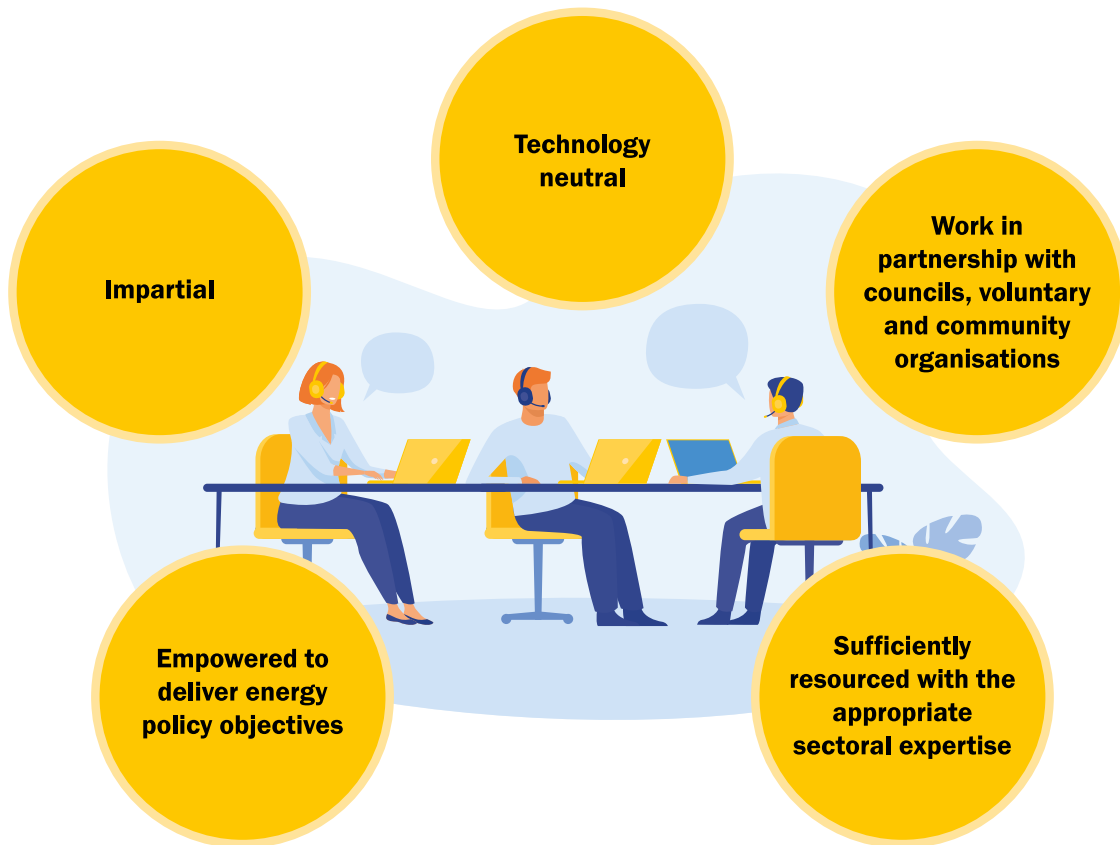 Technology
neutral
Impartial
Work in
partnership with
councils, voluntary
and community
organisations
Empowered to
deliver energy
policy objectives
Sufficiently
resourced with the
appropriate
sectoral expertise